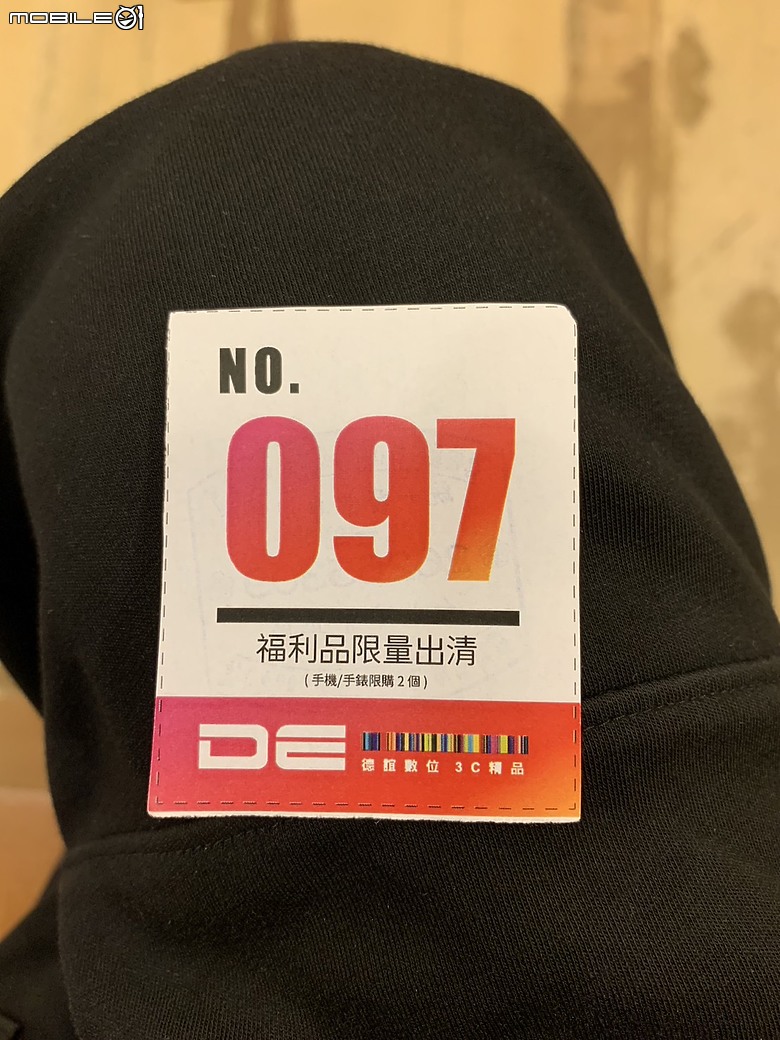 MOBILE01
NO.
097
福利品限量出清
(手機/手錶限購2個)
DE
德誼數位 3C精品